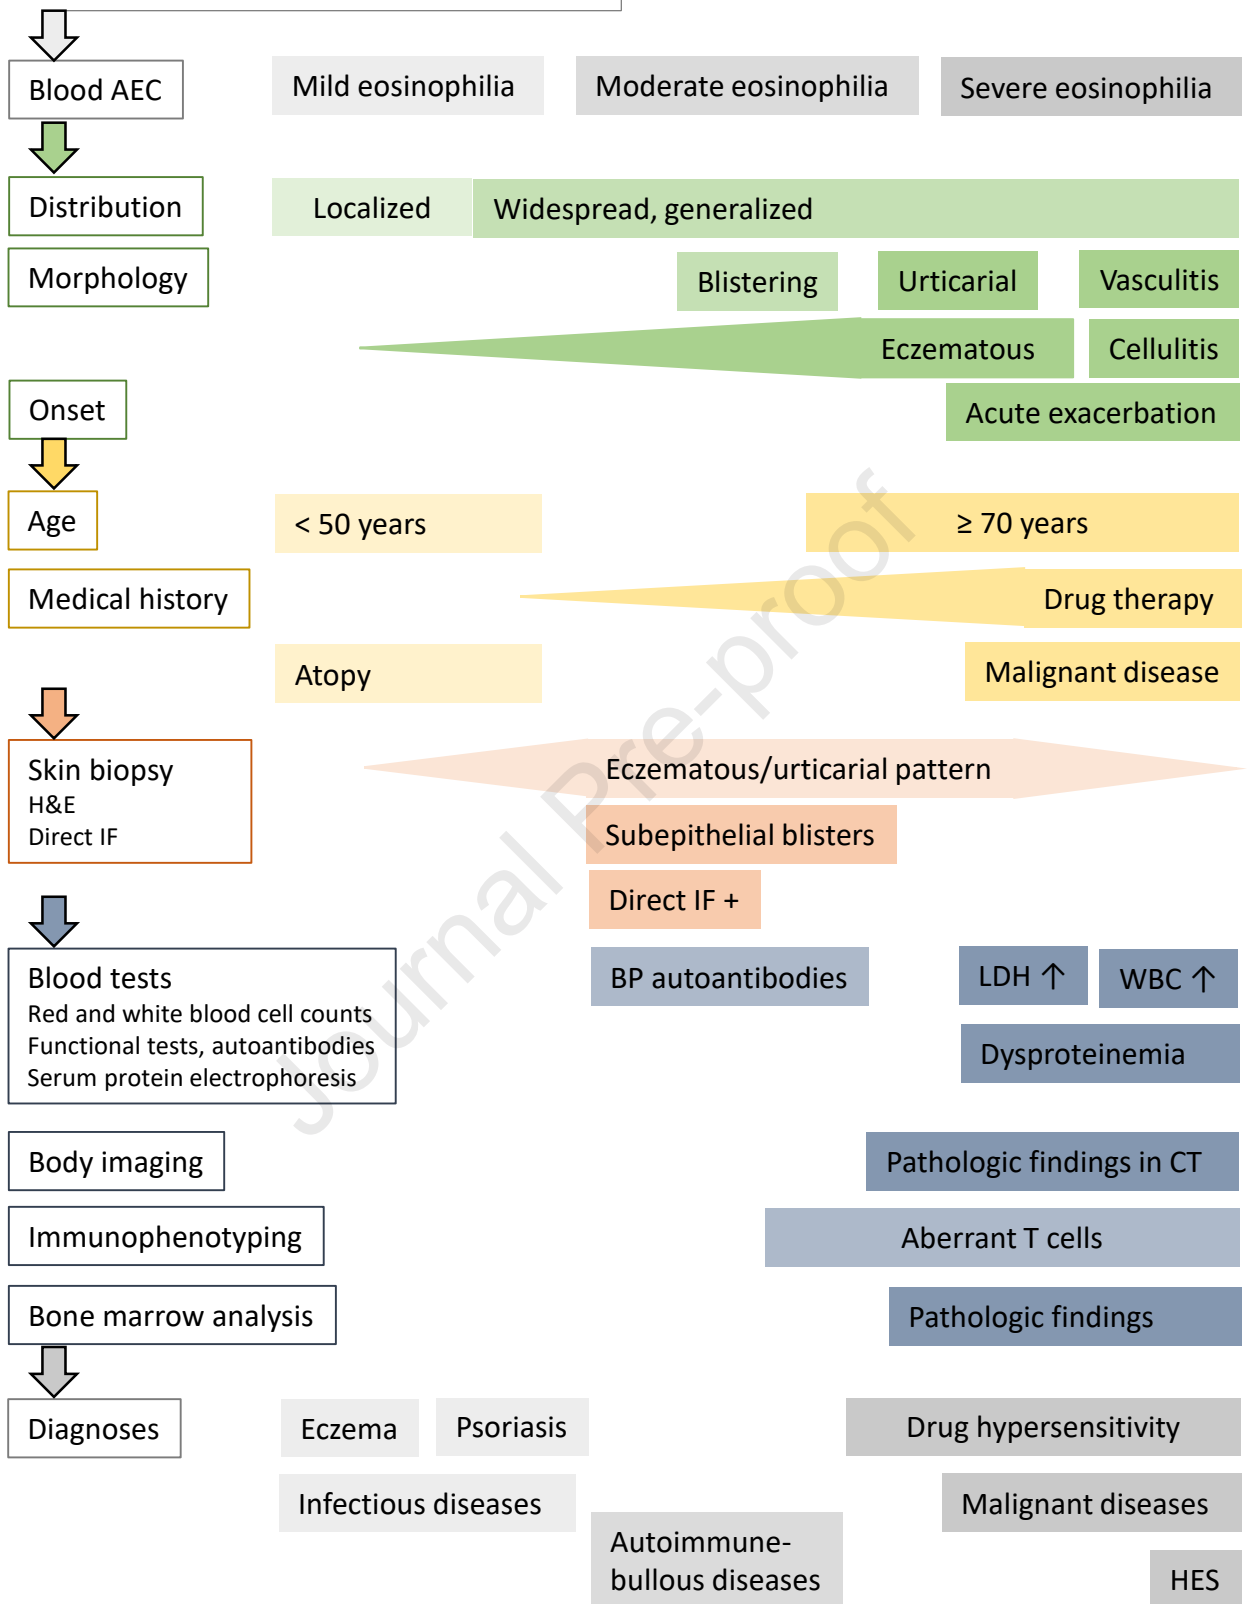 Blood AEC
Mild eosinophilia
Moderate eosinophilia
Severe eosinophilia
Distribution
Localized
Widespread, generalized
Morphology
Blistering
Urticarial
Vasculitis
Eczematous
Cellulitis
Onset
Acute exacerbation
Age
< 50 years
≥ 70 years
Medical history
Drug therapy
Atopy
Malignant disease
Skin biopsy
H&E
Direct IF
Eczematous/urticarial pattern
Subepithelial blisters
Direct IF +
Blood tests
Red and white blood cell counts
Functional tests, autoantibodies
Serum protein electrophoresis
BP autoantibodies
LDH ↑
WBC ↑
Dysproteinemia
Body imaging
Pathologic findings in CT
Immunophenotyping
Aberrant T cells
Bone marrow analysis
Pathologic findings
Diagnoses
Eczema
Psoriasis
Drug hypersensitivity
Infectious diseases
Malignant diseases
Autoimmune-
bullous diseases
HES
Journal Pre-proof